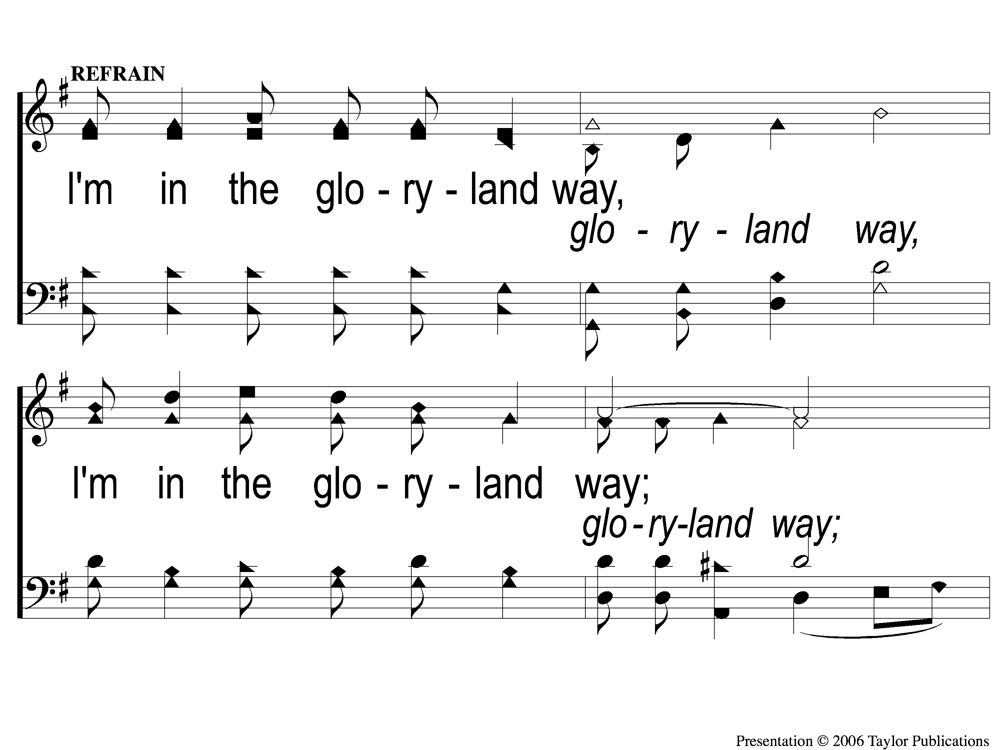 REFRAIN
I'm in the glo - ry - land way,
glo - ry - land way,
I'm in the glo - ry - land way;
glo - ry-land way;
Presentation © 2006 Taylor Publications